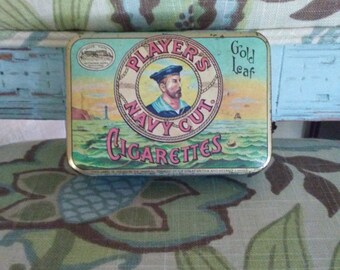 PLAYER'S
Gold
Leaf
NAVY CUT.
CIGARETTES